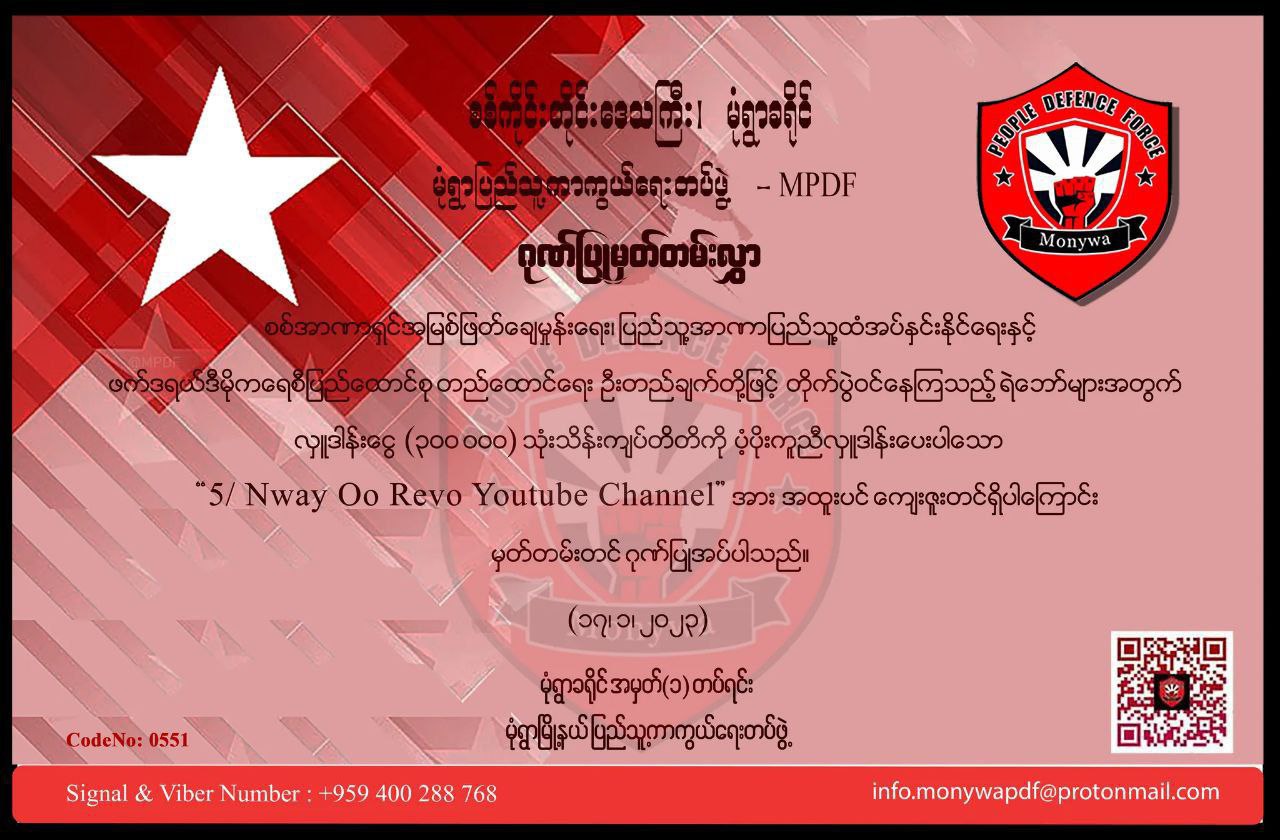 စစ်ကိုင်းတိုင်းဒေသကြီး၊ မုံရွာခရိုင်
မုံရွာပြည်သူ့ကာကွယ်ရေးတပ်ဖွဲ့ – MPDF
ဂုဏ်ပြုမှတ်တမ်းလွှာ
PEOPLE DEFENCE FORCE
Monywa
စစ်အာဏာရှင်အမြစ်ဖြတ်ချေမှုန်းရေး၊ ပြည်သူ့အာဏာပြည်သူ့ထံအပ်နှင်းနိုင်ရေးနှင့်
@MPDF
ဖက်ဒရယ်ဒီမိုကရေစီပြည်ထောင်စု တည်ထောင်ရေး ဦးတည်ချက်တို့ဖြင့် တိုက်ပွဲဝင်နေကြသည့် ရဲဘော်များအတွက်
လှူဒါန်းငွေ (၃၀၀ ၀၀၀) သုံးသိန်းကျပ်တိတိကို ပံ့ပိုးကူညီလှူဒါန်းပေးပါသော
“5/ Nway Oo Revo Youtube Channel” အား အထူးပင် ကျေးဇူးတင်ရှိပါကြောင်း
မှတ်တမ်းတင် ဂုဏ်ပြုအပ်ပါသည်။
(၁၇၊ ၁၊ ၂၀၂၃)
PEOPLE DEFENCE FORCE
Monywa
မုံရွာခရိုင် အမှတ်(၁) တပ်ရင်း
မုံရွာမြို့နယ် ပြည်သူ့ကာကွယ်ရေးတပ်ဖွဲ့
CodeNo: 0551
Signal & Viber Number : +959 400 288 768
info.monywapdf@protonmail.com